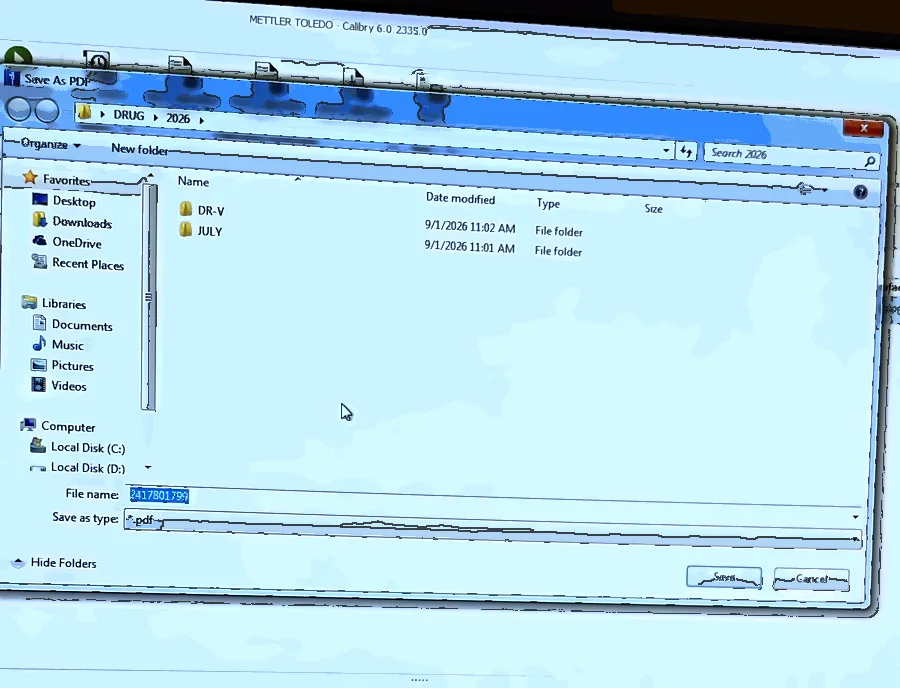 METTLER TOLEDO - Calibry 6.0 2335.0
Save As PDF
DRUG 2026
Search 2026
Organize New folder
Name Date modified Type Size
DR-V 9/1/2026 11:02 AM File folder
JULY 9/1/2026 11:01 AM File folder
Favorites
Desktop
Downloads
OneDrive
Recent Places
Libraries
Documents
Music
Pictures
Videos
Computer
Local Disk (C:)
Local Disk (D:)
File name: 2417801799
Save as type: *.pdf
Hide Folders
Save Cancel